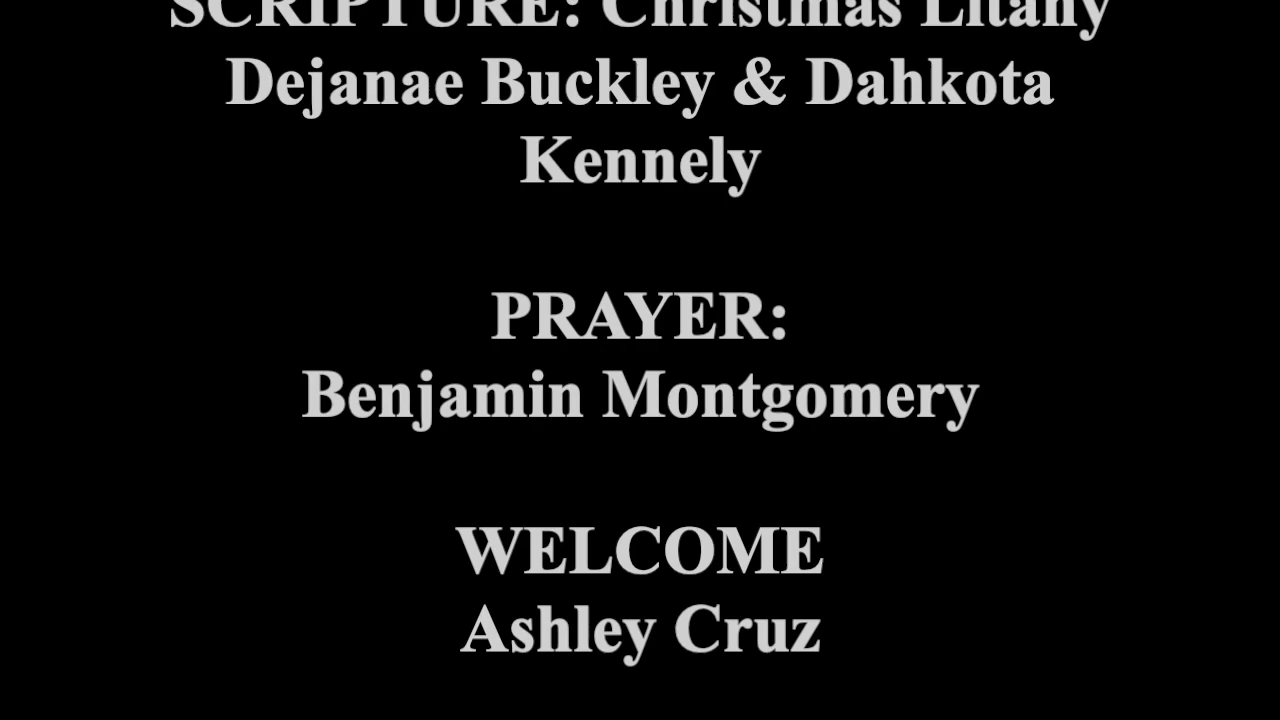 SCRIPTURE: Christmas Litany
Dejanae Buckley & Dahkota
Kennely
PRAYER:
Benjamin Montgomery
WELCOME
Ashley Cruz